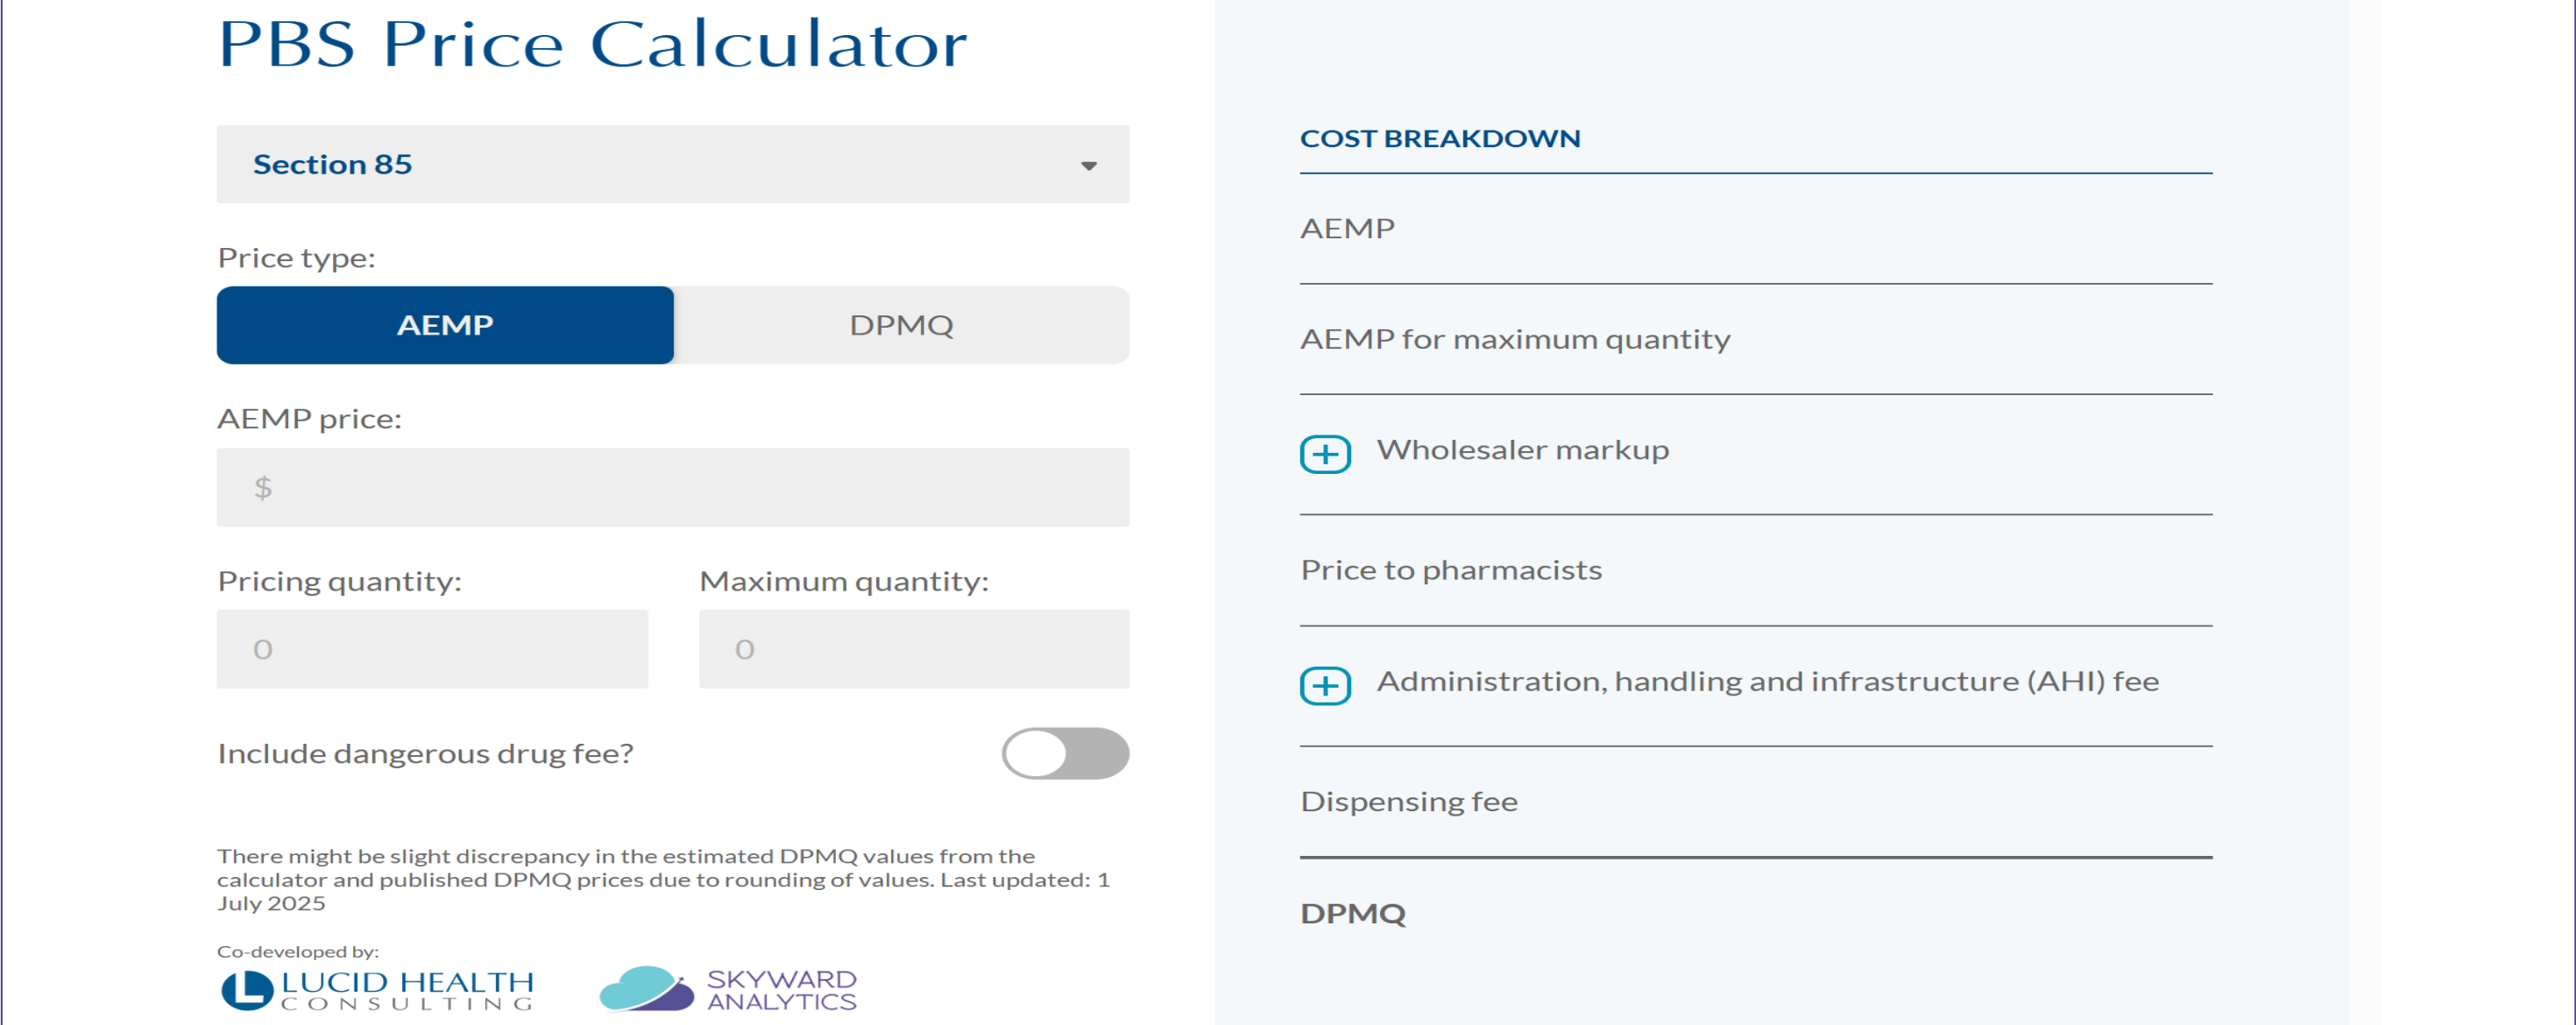 PBS Price Calculator
Section 85
Price type:
AEMP
DPMQ
AEMP price:
$
Pricing quantity:
Maximum quantity:
0
0
Include dangerous drug fee?
There might be slight discrepancy in the estimated DPMQ values from the
calculator and published DPMQ prices due to rounding of values. Last updated: 1
July 2025
Co-developed by:
L LUCID HEALTH
CONSULTING
SKYWARD
ANALYTICS
COST BREAKDOWN
AEMP
AEMP for maximum quantity
Wholesaler markup
Price to pharmacists
Administration, handling and infrastructure (AHI) fee
Dispensing fee
DPMQ